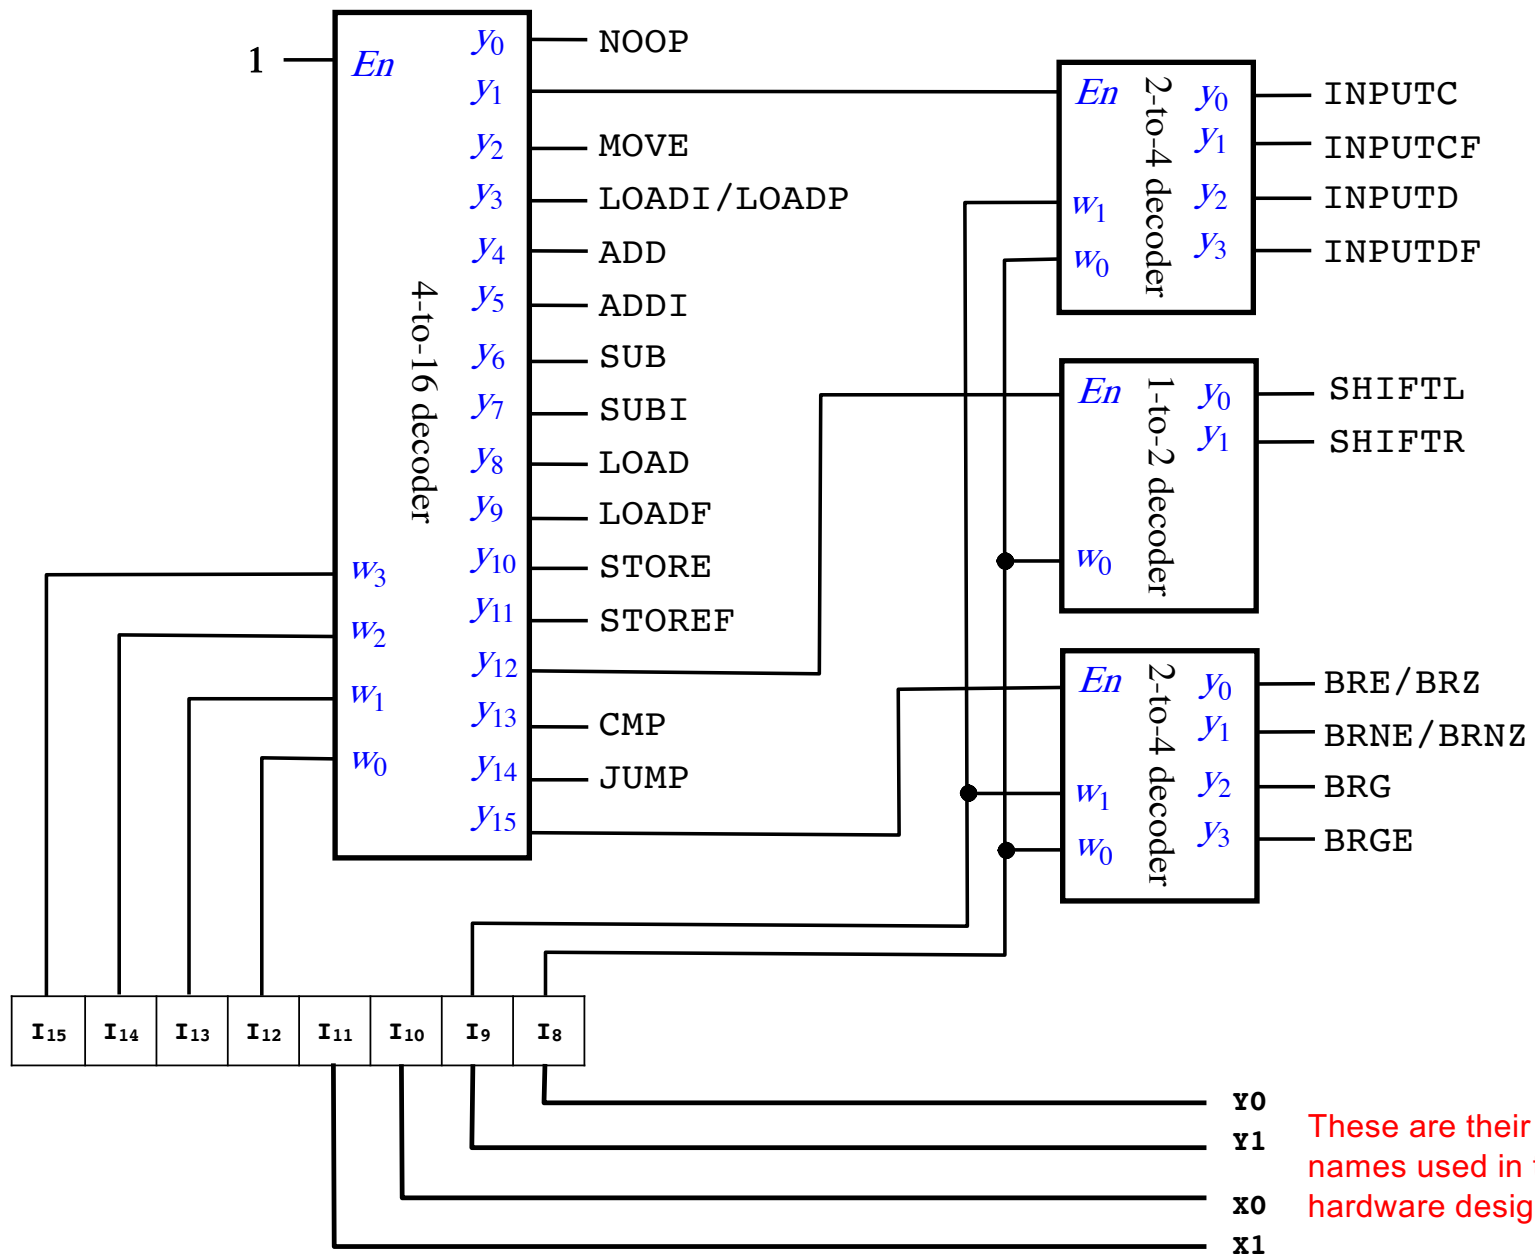 1
En
y0
NOOP
y1
y2
MOVE
y3
LOADI/LOADP
y4
ADD
y5
ADDI
y6
SUB
y7
SUBI
y8
LOAD
y9
LOADF
y10
STORE
y11
STOREF
y12
y13
CMP
y14
JUMP
y15
w3
w2
w1
w0
4-to-16 decoder
En
w1
w0
2-to-4 decoder
y0
INPUTC
y1
INPUTCF
y2
INPUTD
y3
INPUTDF
En
w0
1-to-2 decoder
y0
SHIFTL
y1
SHIFTR
En
w1
w0
2-to-4 decoder
y0
BRE/BRZ
y1
BRNE/BRNZ
y2
BRG
y3
BRGE
I15 I14 I13 I12 I11 I10 I9 I8
Y0
Y1
X0
X1
These are their
names used in
hardware desig